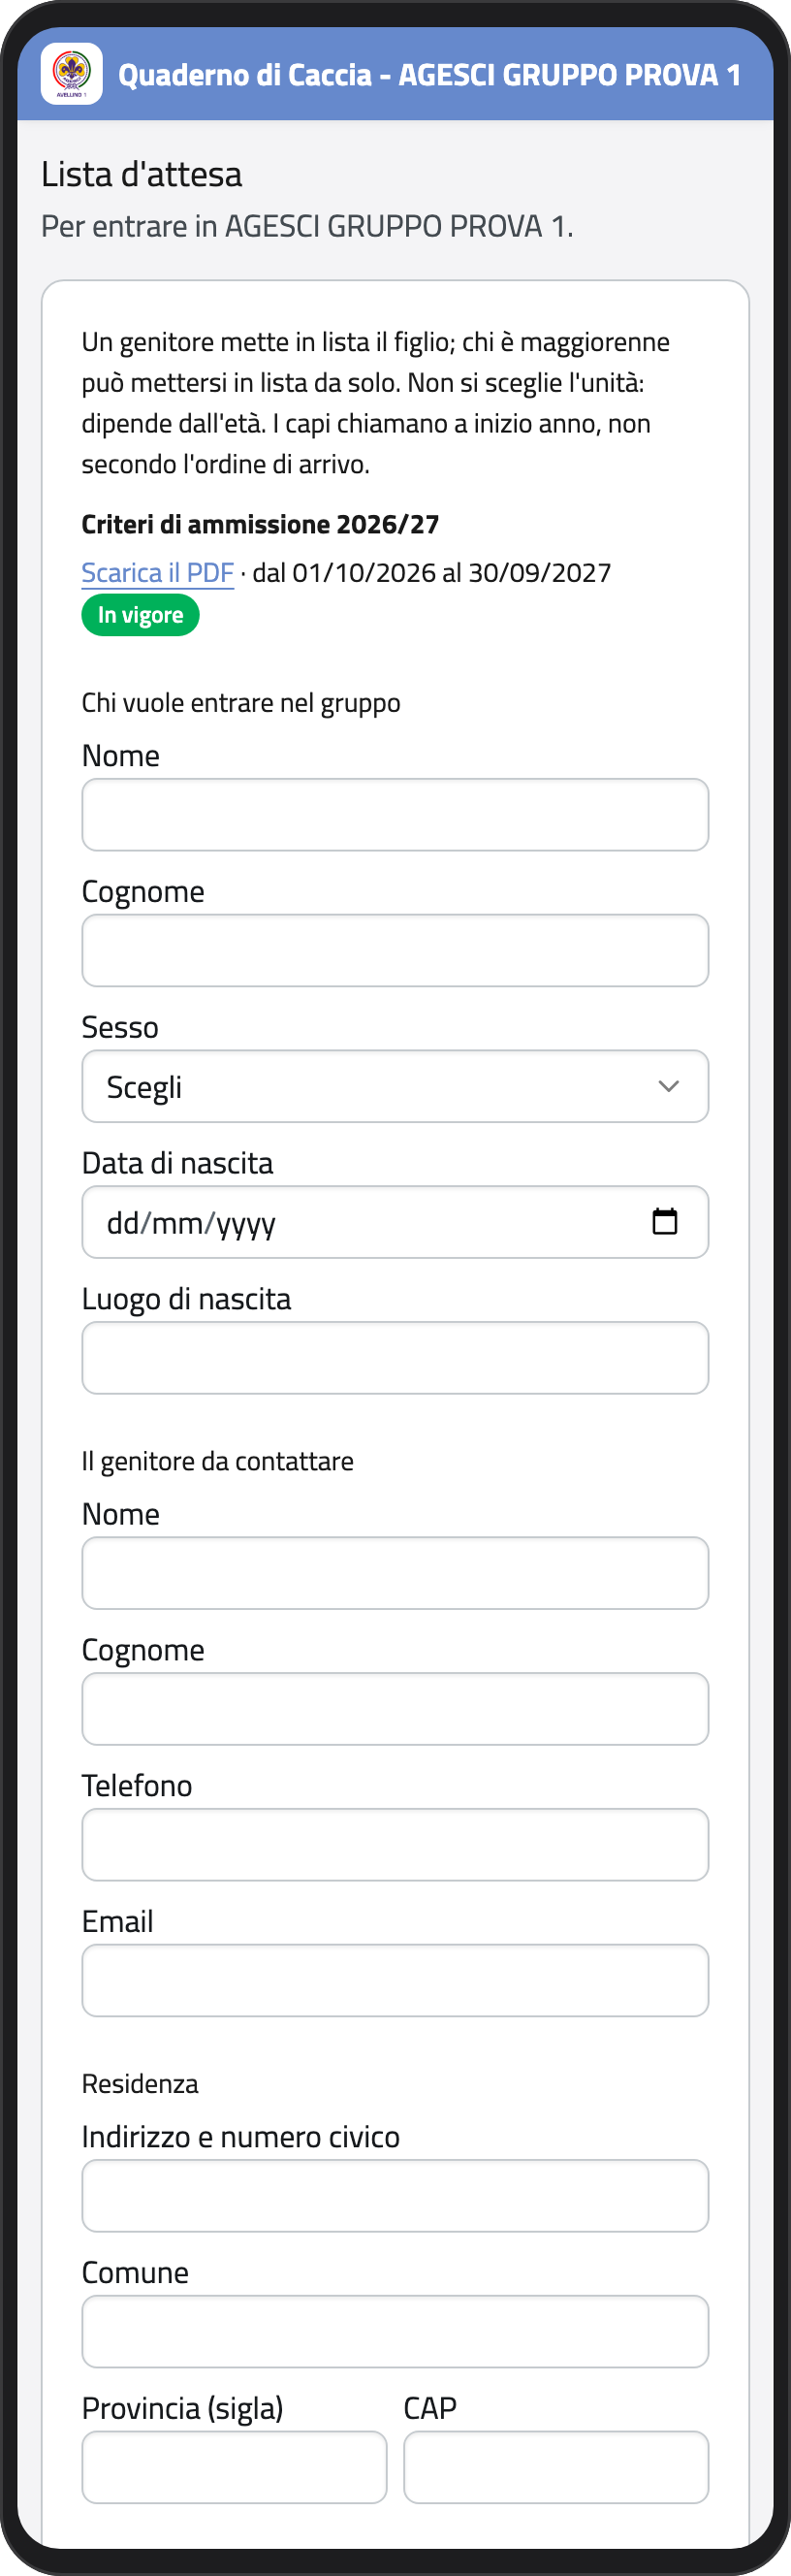 AVELLINO 1
Quaderno di Caccia - AGESCI GRUPPO PROVA 1
Lista d'attesa
Per entrare in AGESCI GRUPPO PROVA 1.
Un genitore mette in lista il figlio; chi è maggiorenne
può mettersi in lista da solo. Non si sceglie l'unità:
dipende dall'età. I capi chiamano a inizio anno, non
secondo l'ordine di arrivo.
Criteri di ammissione 2026/27
Scarica il PDF · dal 01/10/2026 al 30/09/2027
In vigore
Chi vuole entrare nel gruppo
Nome
Cognome
Sesso
Scegli
Data di nascita
dd/mm/yyyy
Luogo di nascita
Il genitore da contattare
Nome
Cognome
Telefono
Email
Residenza
Indirizzo e numero civico
Comune
Provincia (sigla) CAP